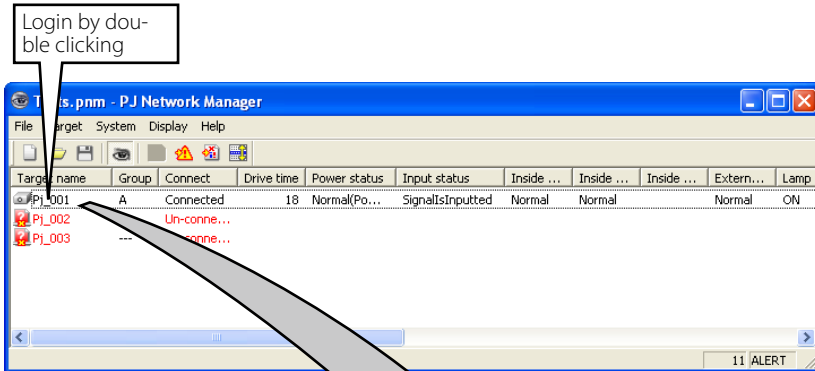 Login by dou-
ble clicking
ts.pnm - PJ Network Manager
File Target System Display Help
Target name Group Connect Drive time Power status Input status Inside ... Inside ... Inside ... Extern... Lamp
Pj_001 A Connected 18 Normal(Po... SignalIsInputted Normal Normal Normal ON
Pj_002 Un-conne...
Pj_003 --- conne...
11 ALERT